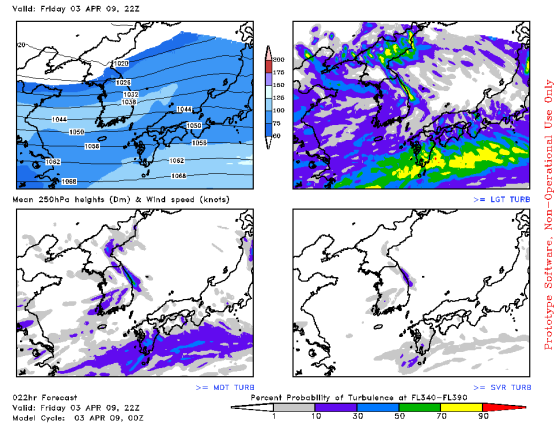 Valid: Friday 03 APR 09, 22Z
1020
1020
1026
1032
1038
1044
1044
1050
1050
1056
1056
1062
1062
1068
1068
200
175
150
125
100
75
60
Mean 250hPa heights (Dm) & Wind speed (knots)
>= LGT TURB
>= MDT TURB
>= SVR TURB
022hr Forecast
Valid: Friday 03 APR 09, 22Z
Model Cycle: 03 APR 09, 00Z
Percent Probability of Turbulence at FL340-FL390
1 10 30 50 70 90
Prototype Software, Non-Operational Use Only